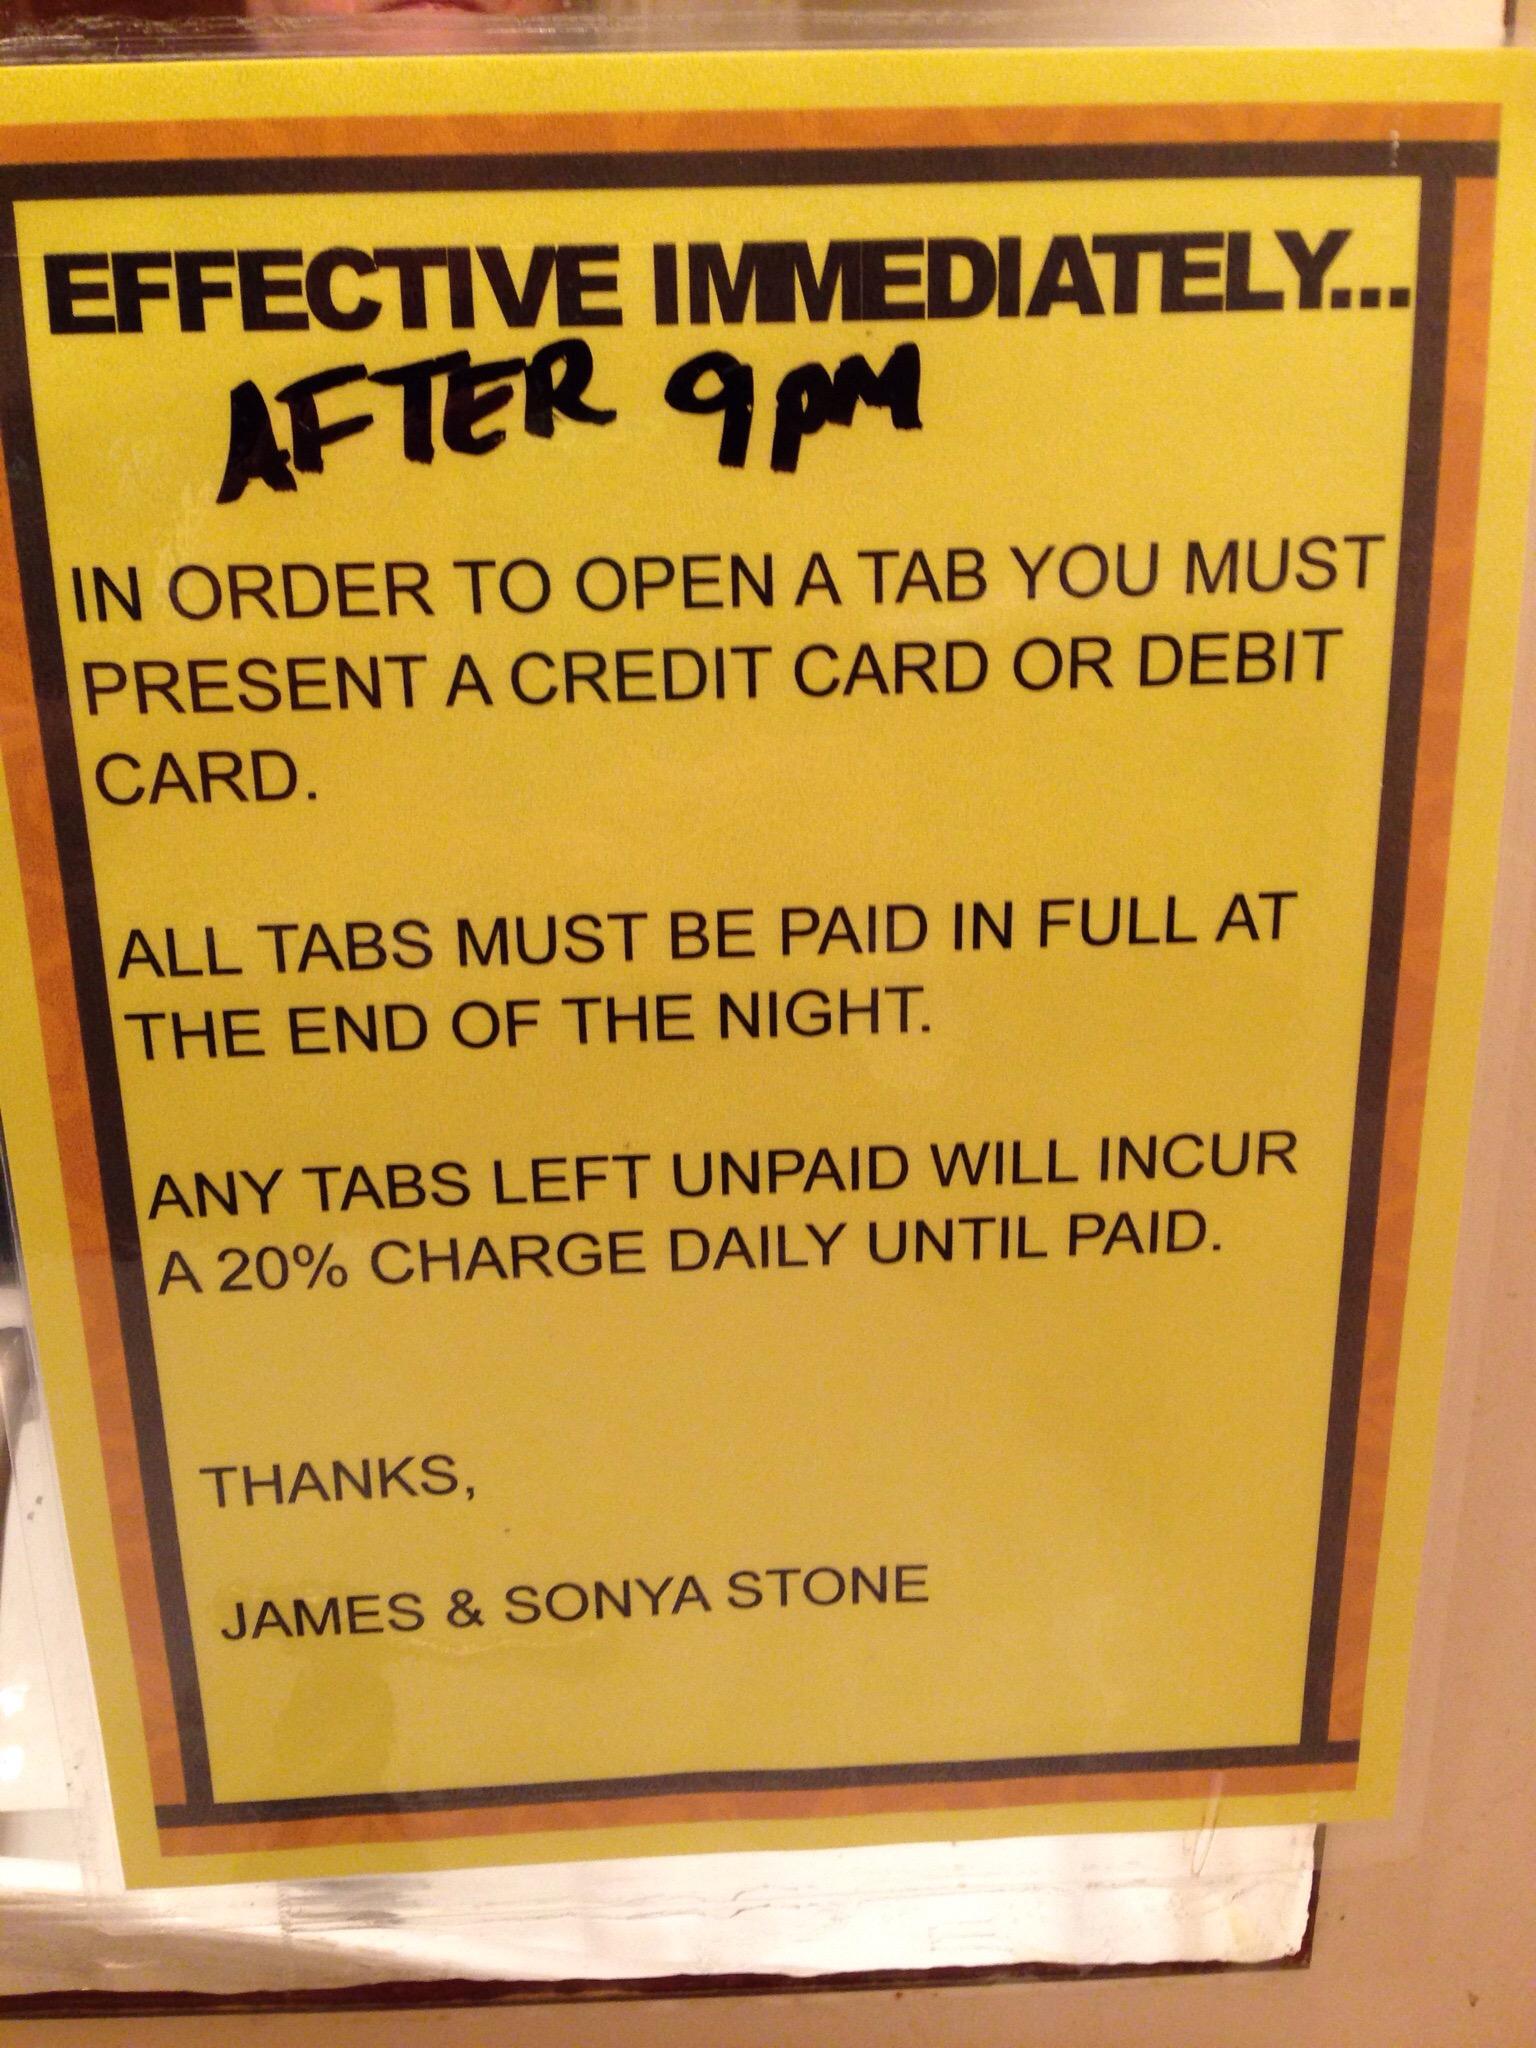 EFFECTIVE IMMEDIATELY...
AFTER 9pM
IN ORDER TO OPEN A TAB YOU MUST
PRESENT A CREDIT CARD OR DEBIT
CARD.
ALL TABS MUST BE PAID IN FULL AT
THE END OF THE NIGHT.
ANY TABS LEFT UNPAID WILL INCUR
A 20% CHARGE DAILY UNTIL PAID.
THANKS,
JAMES & SONYA STONE